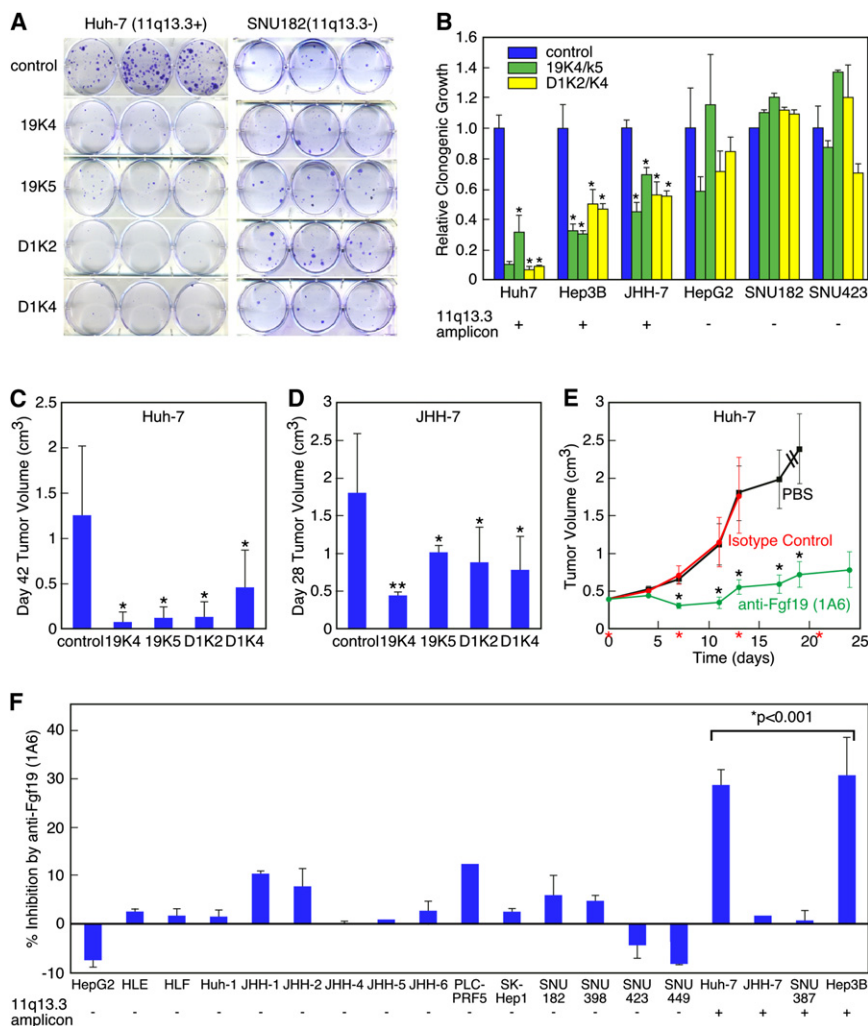 A
Huh-7 (11q13.3+)
SNU182(11q13.3-)
control
19K4
19K5
D1K2
D1K4
B
control
19K4/k5
D1K2/K4
Relative Clonogenic Growth
1.6
1.4
1.2
1.0
0.8
0.6
0.4
0.2
0
* * * * * * * * * * *
Huh7 Hep3B JHH-7 HepG2 SNU182 SNU423
11q13.3
amplicon + + + - - -
C
Huh-7
Day 42 Tumor Volume (cm³)
2.5
2
1.5
1
0.5
0
* * * *
control 19K4 19K5 D1K2 D1K4
D
JHH-7
Day 28 Tumor Volume (cm³)
3
2.5
2
1.5
1
0.5
0
** * * *
control 19K4 19K5 D1K2 D1K4
E
Huh-7
Tumor Volume (cm³)
3
2.5
2
1.5
1
0.5
0
PBS
Isotype Control
* * * * *
anti-Fgf19 (1A6)
0 5 10 15 20 25
* * * *
Time (days)
F
% Inhibition by anti-Fgf19 (1A6)
40
30
20
10
0
-10
*p<0.001
HepG2 HLE HLF Huh-1 JHH-1 JHH-2 JHH-4 JHH-5 JHH-6 PLC- SK- SNU SNU SNU SNU Huh-7 JHH-7 SNU Hep3B
PRF5 Hep1 182 398 423 449 387
11q13.3
amplicon - - - - - - - - - - - - - - - + + + +